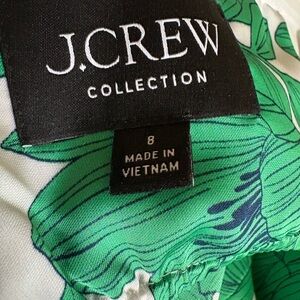 J.CREW
COLLECTION
8
MADE IN
VIETNAM